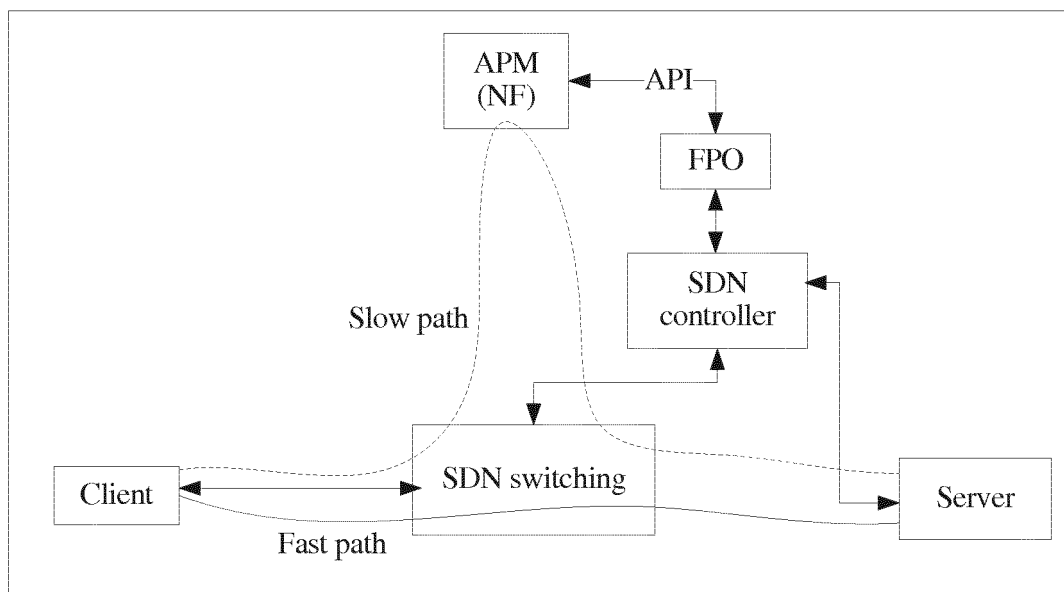 APM
(NF)
API
FPO
SDN
controller
Slow path
SDN switching
Client
Server
Fast path